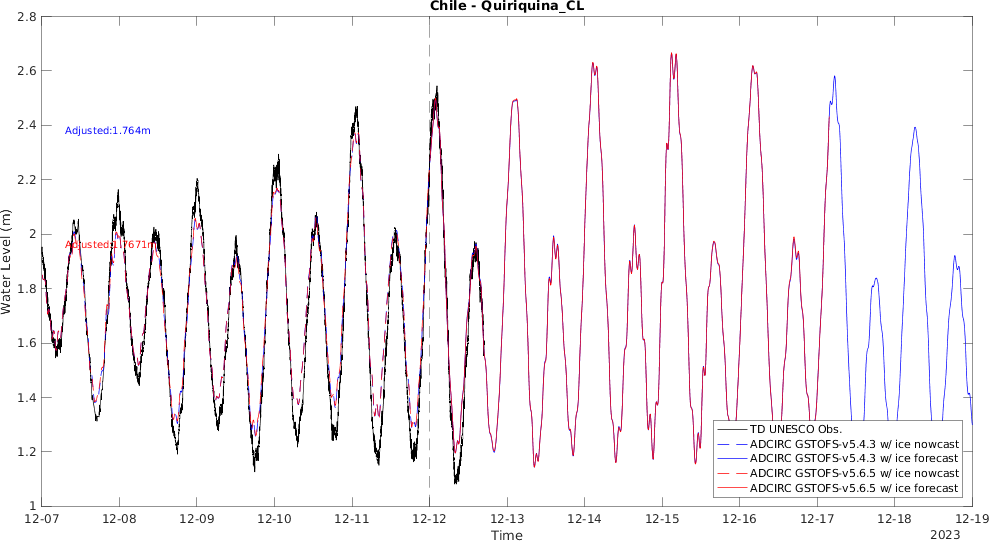 Chile - Quiriquina_CL
2.8
2.6
2.4
2.2
2
1.8
1.6
1.4
1.2
1
Water Level (m)
Adjusted:1.764m
Adjusted:1.7671m
TD UNESCO Obs.
ADCIRC GSTOFS-v5.4.3 w/ ice nowcast
ADCIRC GSTOFS-v5.4.3 w/ ice forecast
ADCIRC GSTOFS-v5.6.5 w/ ice nowcast
ADCIRC GSTOFS-v5.6.5 w/ ice forecast
12-07 12-08 12-09 12-10 12-11 12-12 12-13 12-14 12-15 12-16 12-17 12-18 12-19
Time
2023